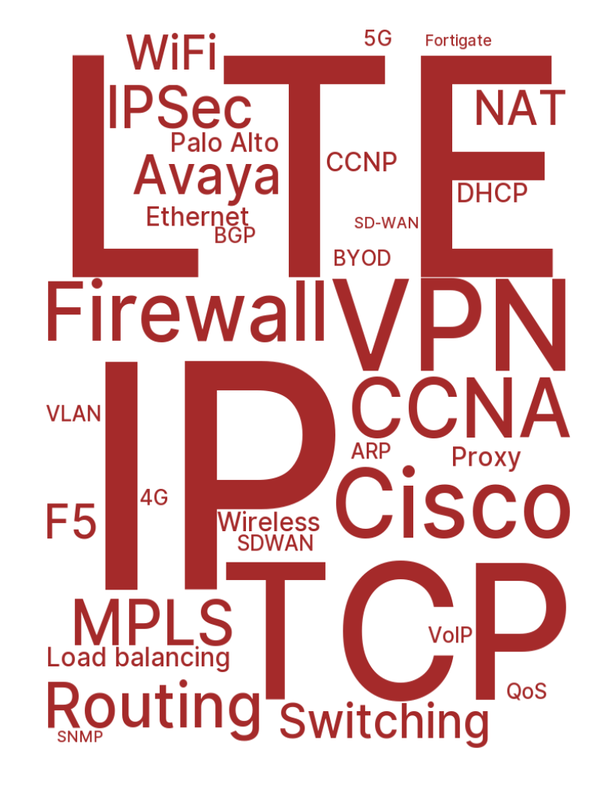 WiFi
5G
Fortigate
LTE
IPSec
NAT
Palo Alto
CCNP
Avaya
DHCP
Ethernet
SD-WAN
BGP
BYOD
Firewall
VPN
IP
CCNA
VLAN
ARP
Proxy
4G
Cisco
F5
Wireless
SDWAN
TCP
MPLS
VoIP
Load balancing
QoS
Routing
Switching
SNMP